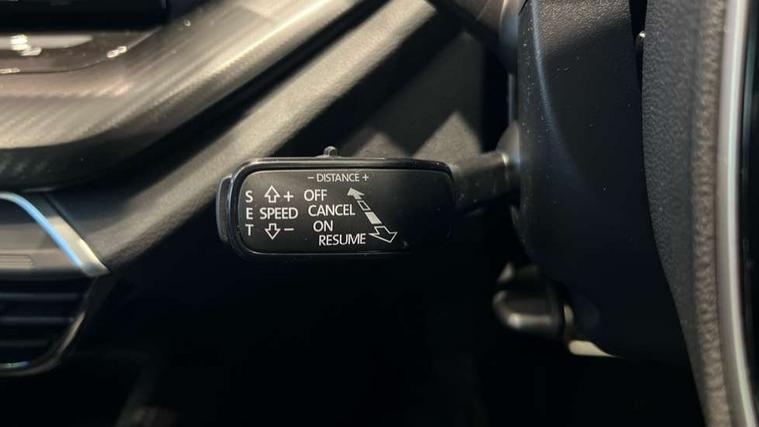 - DISTANCE +
S ⇧ + OFF
E SPEED CANCEL
T ⇩ - ON
RESUME